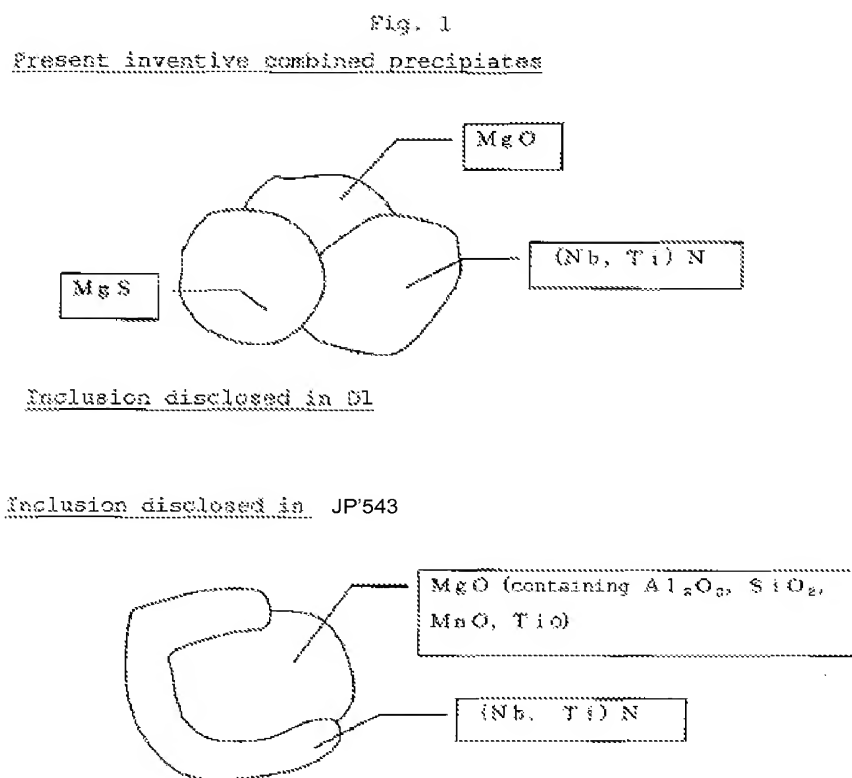 Fig. 1
Present inventive combined precipiates
MgO
(Nb, Ti) N
MgS
Inclusion disclosed in D1
Inclusion disclosed in JP'543
MgO (containing Al₂O₃, SiO₂,
MnO, Tio)
(Nb, Ti) N